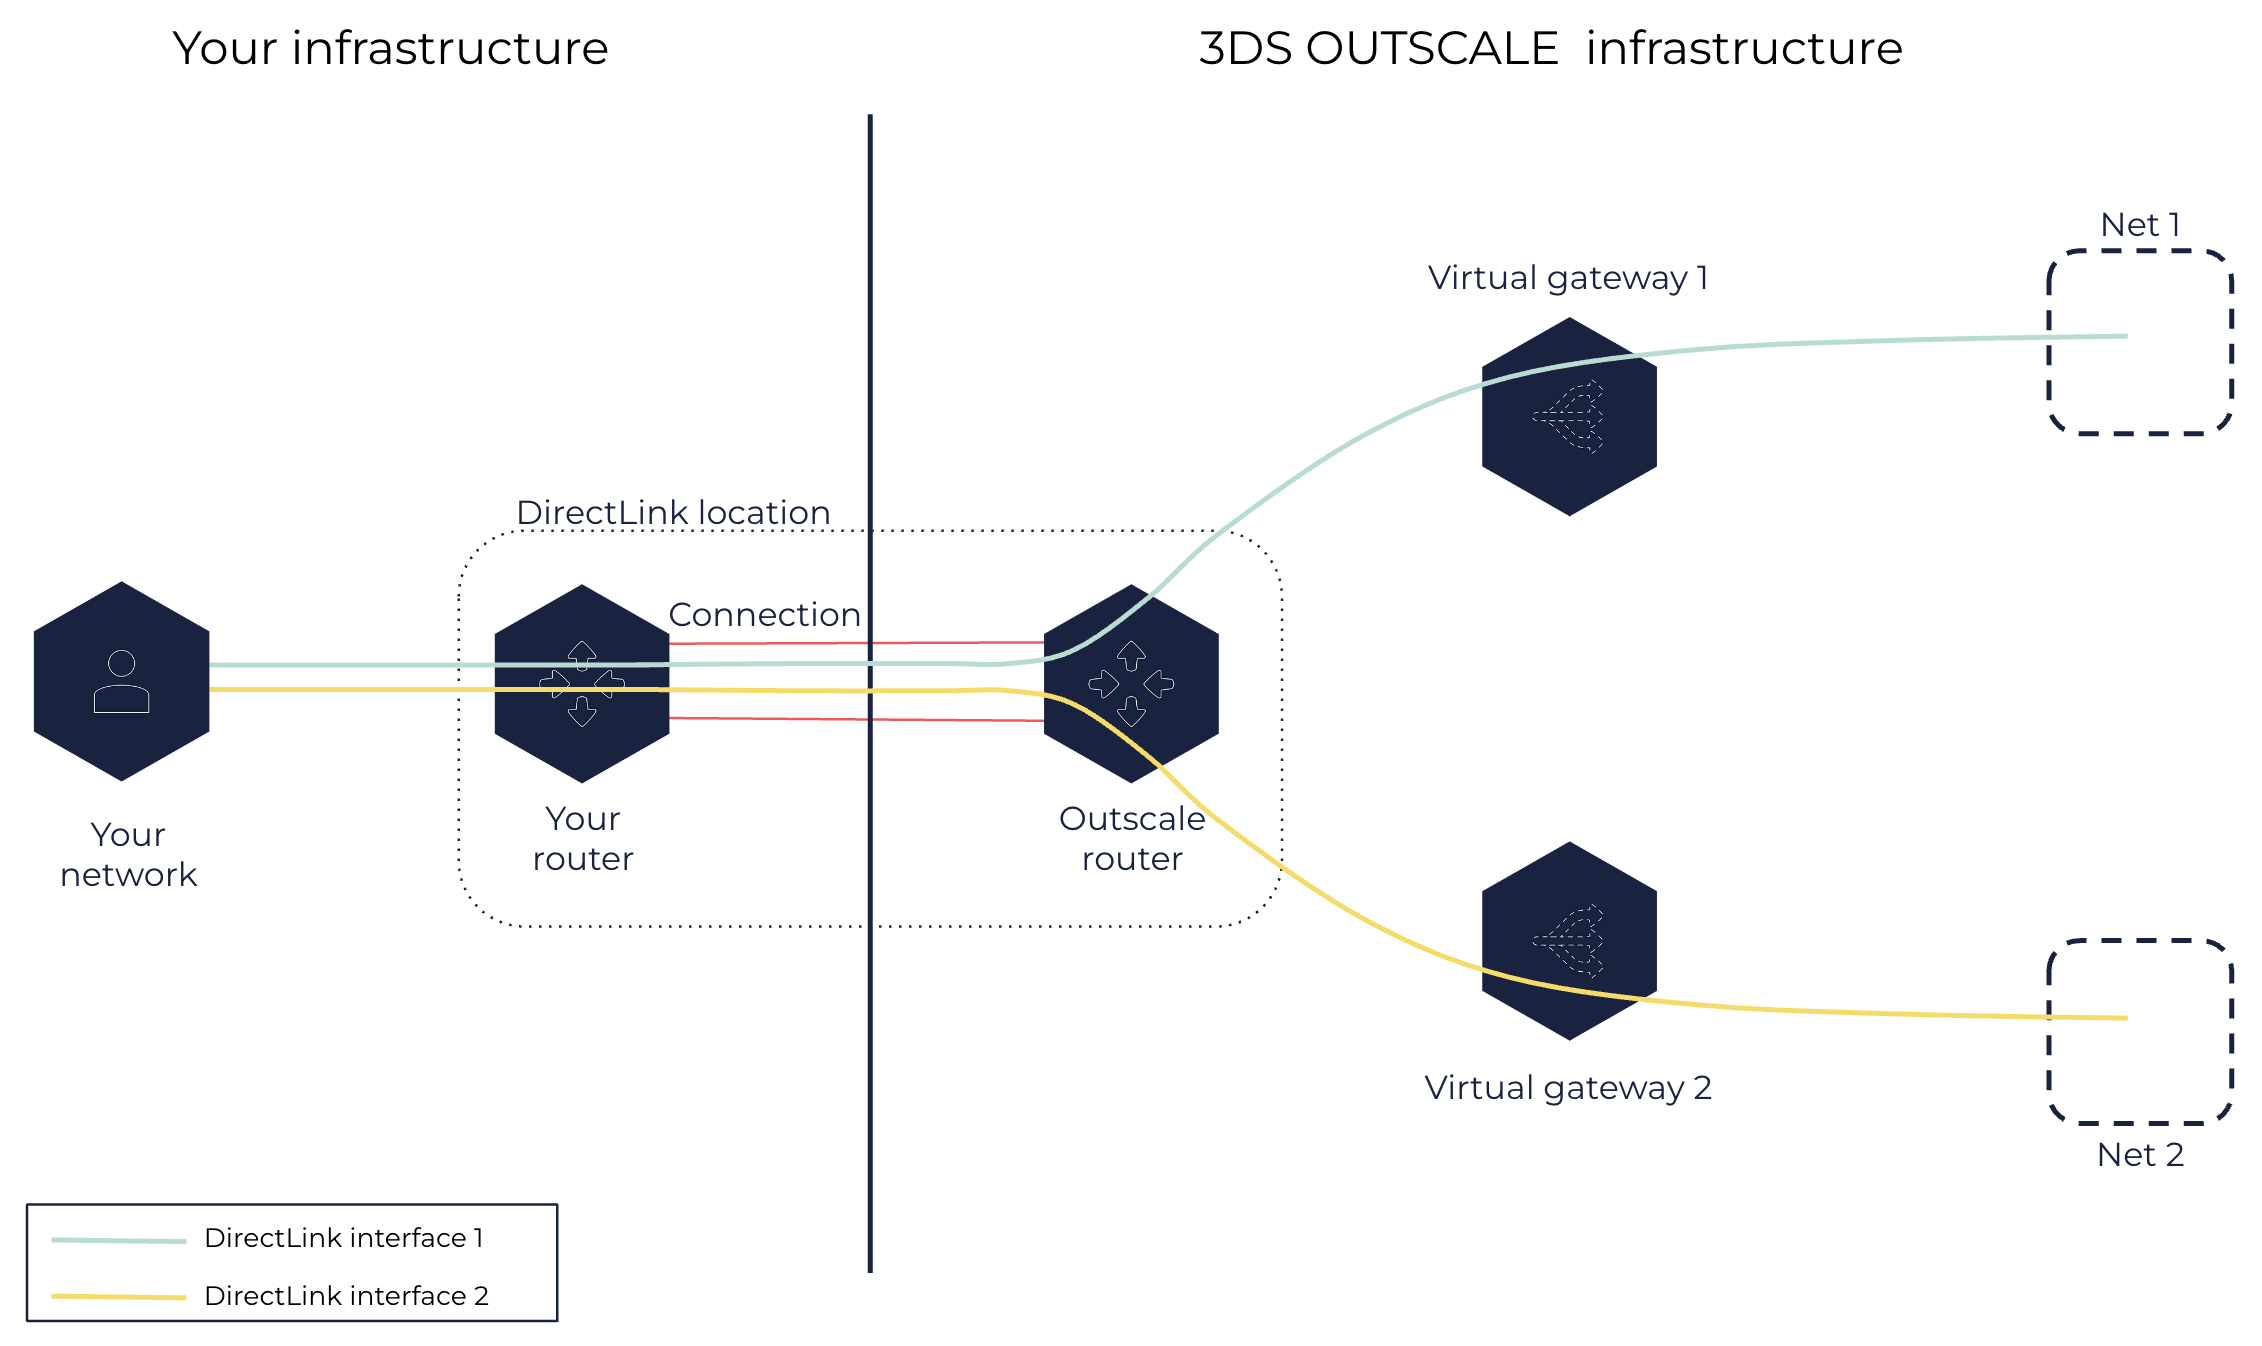 Your infrastructure
3DS OUTSCALE  infrastructure
Net 1
Virtual gateway 1
DirectLink location
Connection
Your
network
Your
router
Outscale
router
Virtual gateway 2
Net 2
DirectLink interface 1
DirectLink interface 2